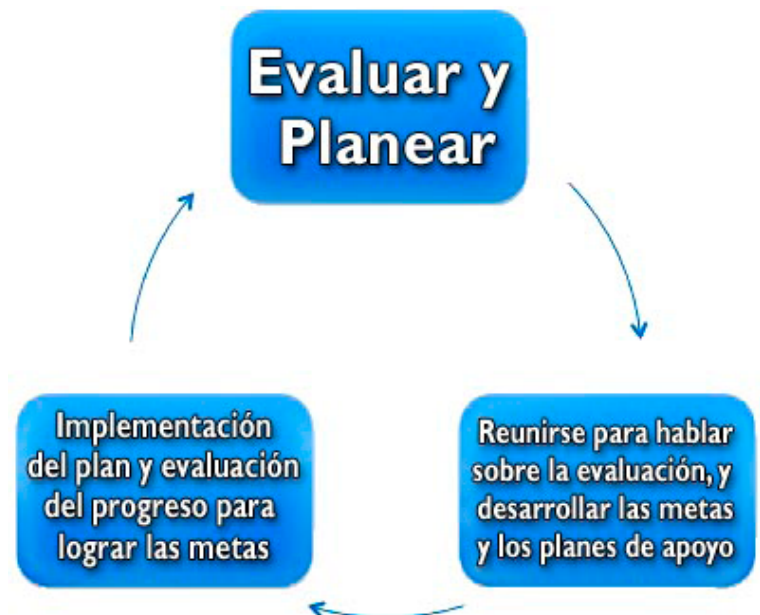 Evaluar y
Planear
Implementación
del plan y evaluación
del progreso para
lograr las metas
Reunirse para hablar
sobre la evaluación, y
desarrollar las metas
y los planes de apoyo